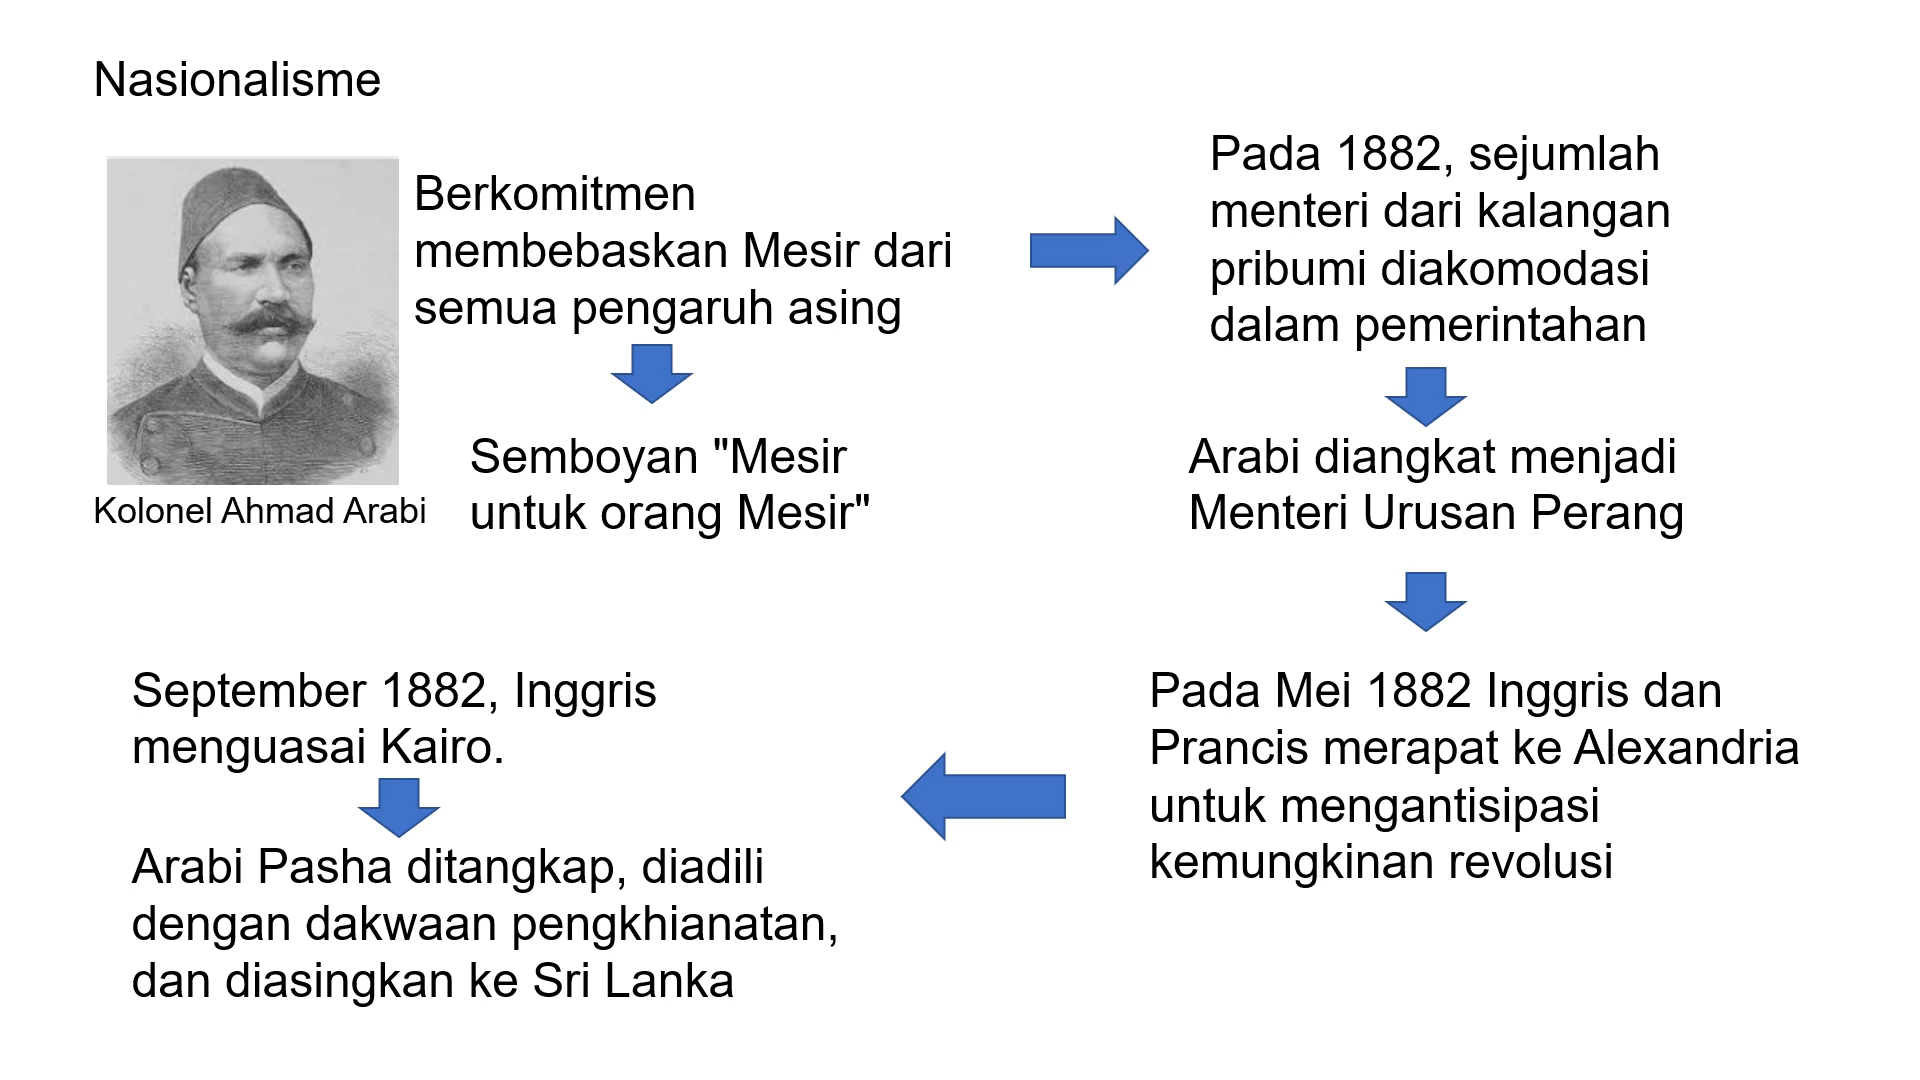 Nasionalisme
Berkomitmen
membebaskan Mesir dari
semua pengaruh asing
Semboyan "Mesir
untuk orang Mesir"
Kolonel Ahmad Arabi
Pada 1882, sejumlah
menteri dari kalangan
pribumi diakomodasi
dalam pemerintahan
Arabi diangkat menjadi
Menteri Urusan Perang
Pada Mei 1882 Inggris dan
Prancis merapat ke Alexandria
untuk mengantisipasi
kemungkinan revolusi
September 1882, Inggris
menguasai Kairo.
Arabi Pasha ditangkap, diadili
dengan dakwaan pengkhianatan,
dan diasingkan ke Sri Lanka